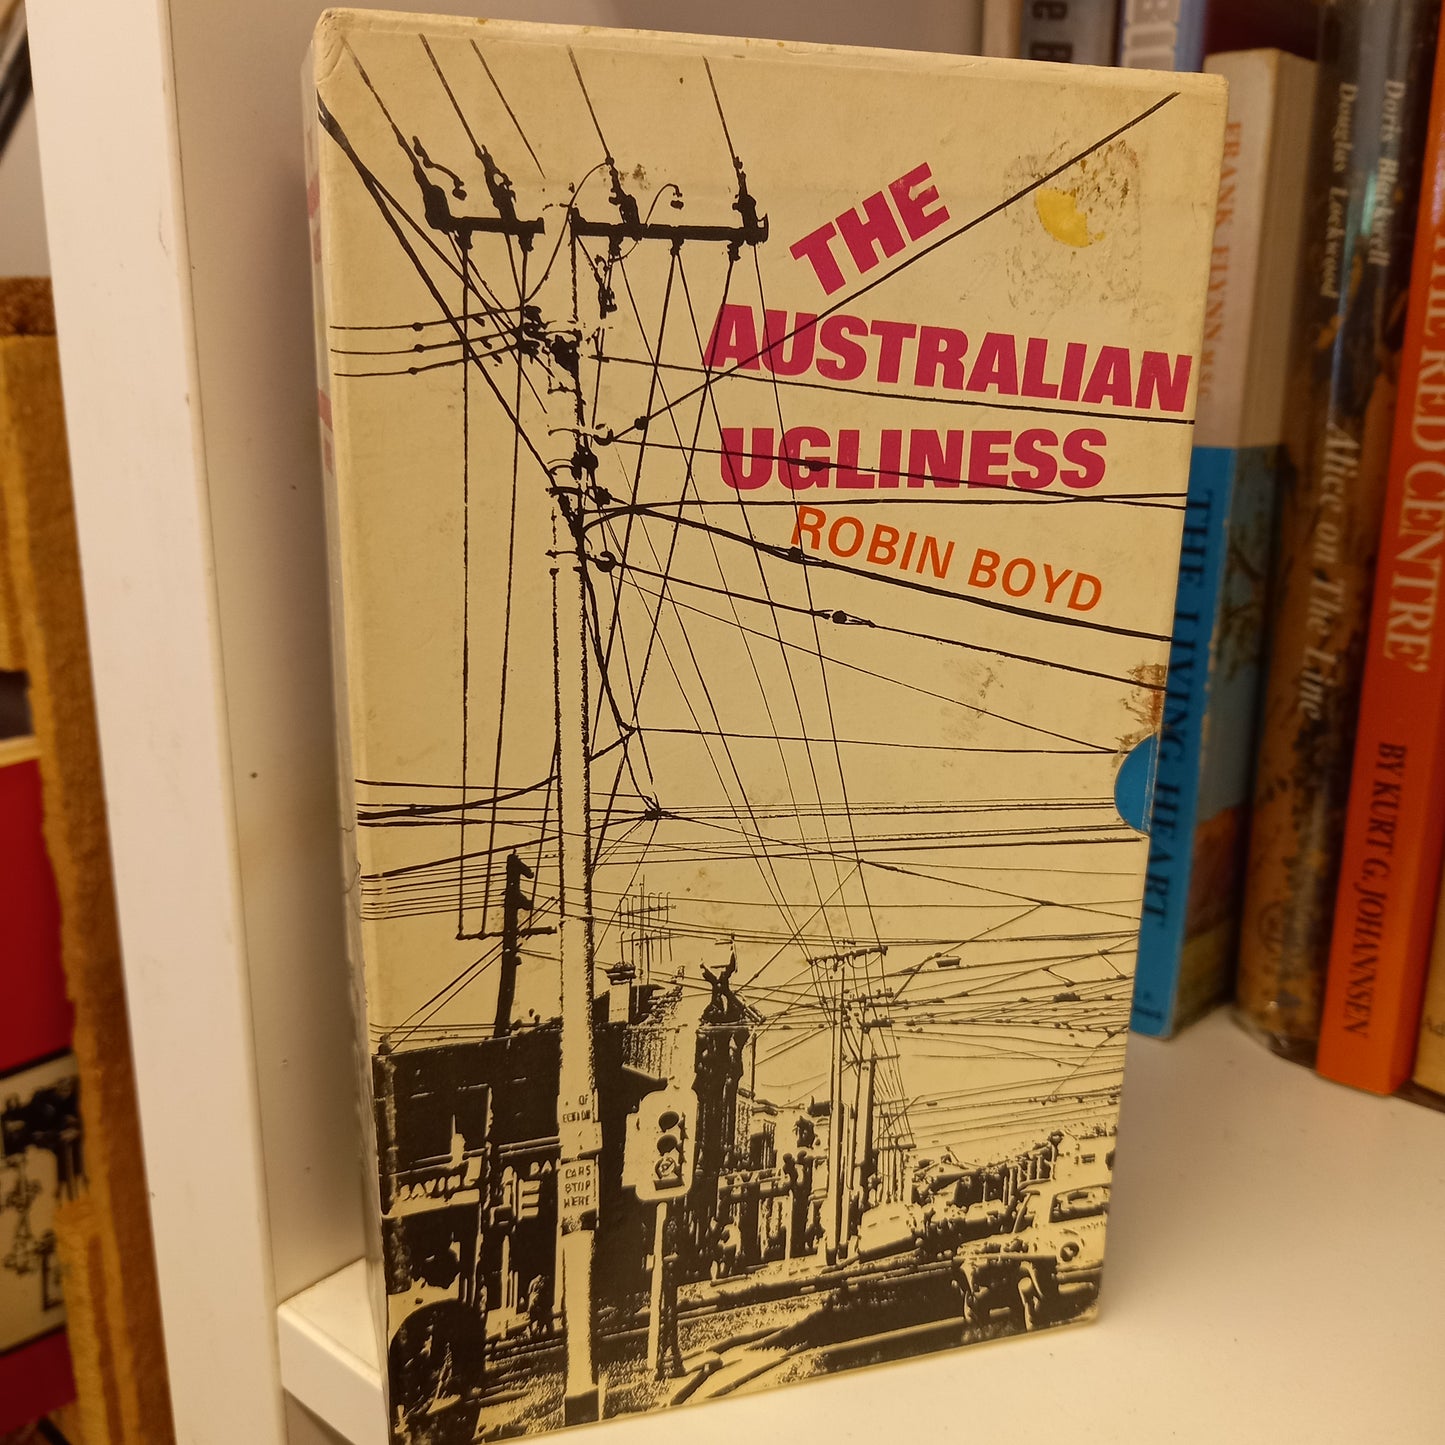 THE
AUSTRALIAN
UGLINESS
ROBIN BOYD
CARS
STOP
HERE
FRANK FLYNN M.S.C.
THE LIVING HEART
Doris Blackwell
Douglas Lockwood
Alice on The Line
THE RED CENTRE'
BY KURT G. JOHANNSEN